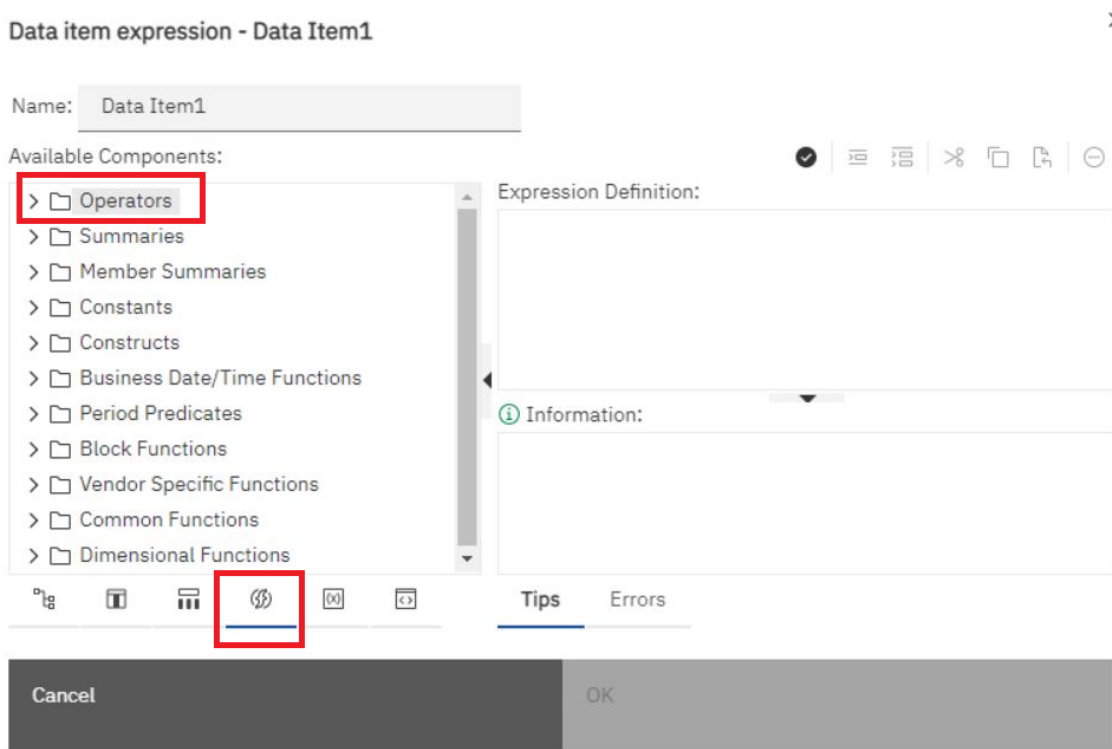 Data item expression - Data Item1
Name: Data Item1
Available Components:
Operators
Summaries
Member Summaries
Constants
Constructs
Business Date/Time Functions
Period Predicates
Block Functions
Vendor Specific Functions
Common Functions
Dimensional Functions
Expression Definition:
Information:
Tips Errors
Cancel OK